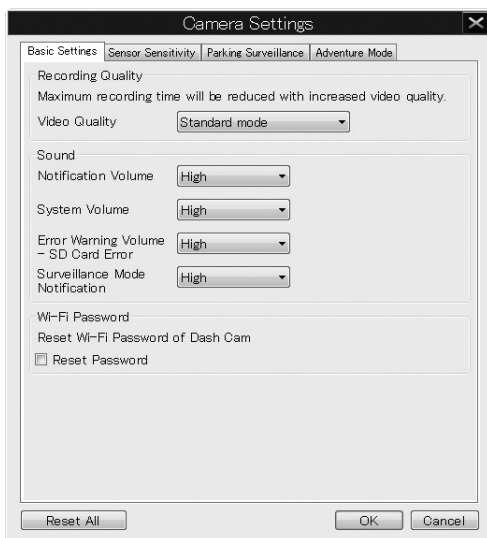 Camera Settings
Basic Settings Sensor Sensitivity Parking Surveillance Adventure Mode
Recording Quality
Maximum recording time will be reduced with increased video quality.
Video Quality Standard mode
Sound
Notification Volume High
System Volume High
Error Warning Volume
- SD Card Error High
Surveillance Mode
Notification High
Wi-Fi Password
Reset Wi-Fi Password of Dash Cam
Reset Password
Reset All OK Cancel